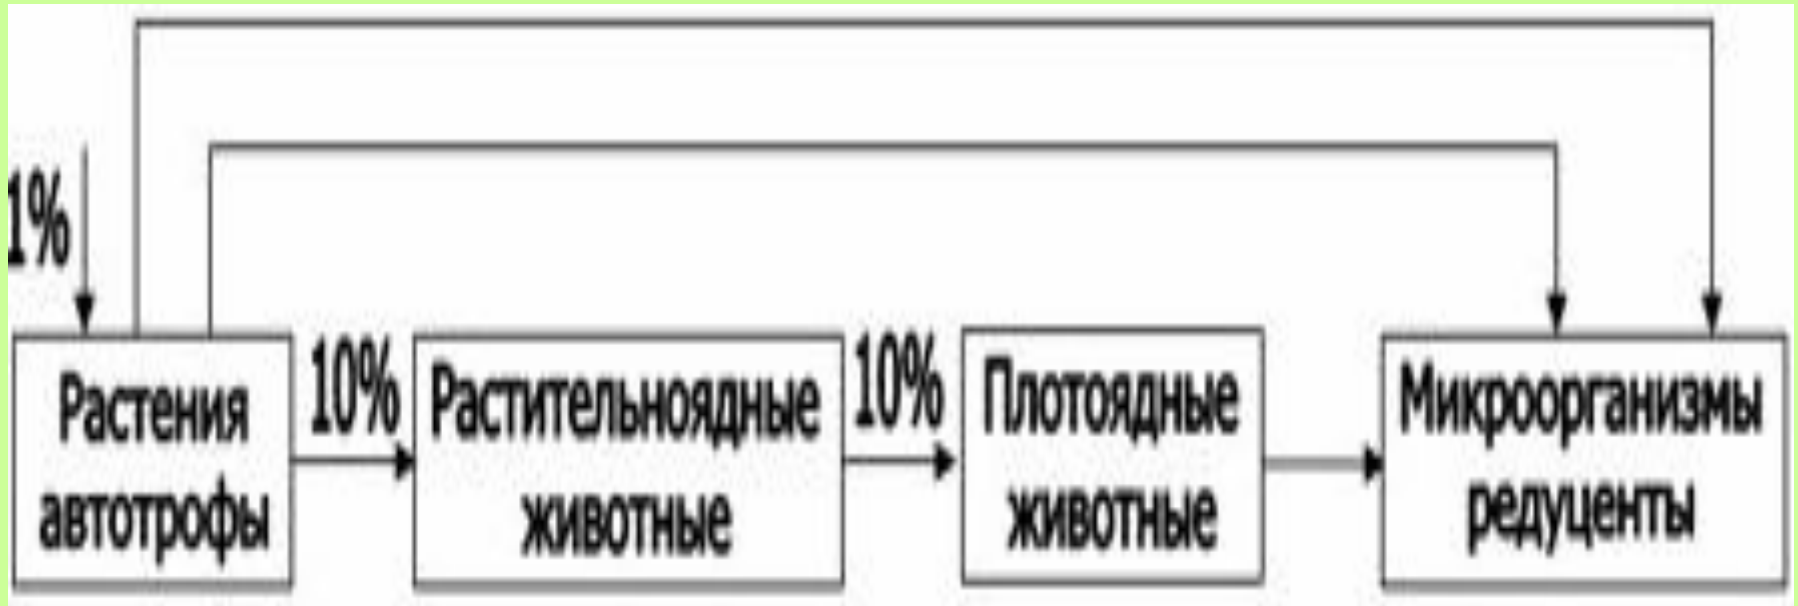 1%
Растения
автотрофы
10%
Растительноядные
животные
10%
Плотоядные
животные
Микроорганизмы
редуценты